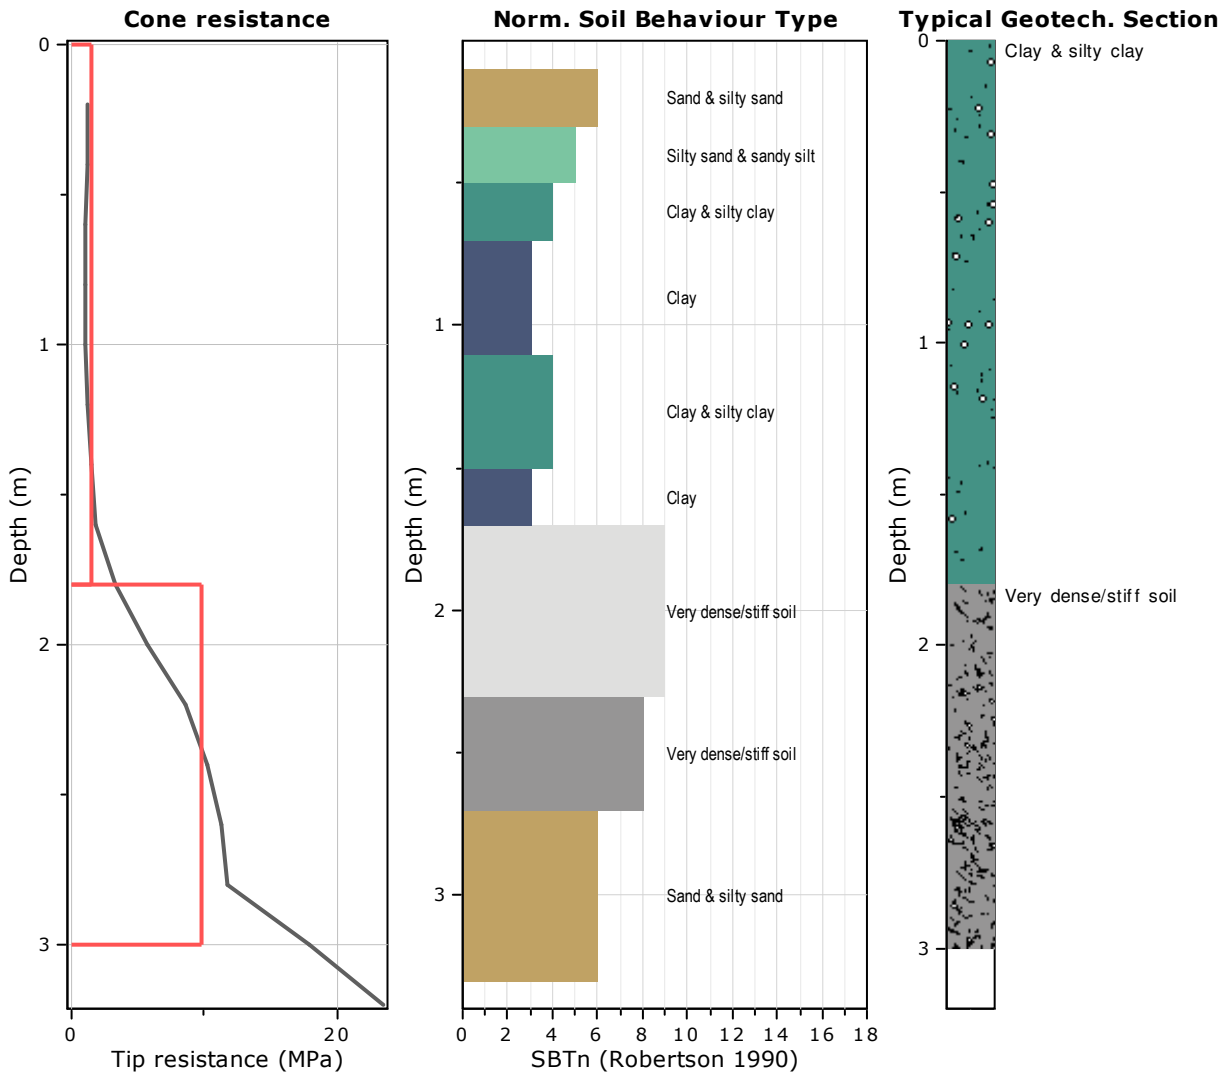 Cone resistance
Norm. Soil Behaviour Type
Typical Geotech. Section
0
1
2
3
Depth (m)
0
20
Tip resistance (MPa)
Sand & silty sand
Silty sand & sandy silt
Clay & silty clay
Clay
Clay & silty clay
Clay
Very dense/stiff soil
Very dense/stiff soil
Sand & silty sand
1
2
3
Depth (m)
0 2 4 6 8 10 12 14 16 18
SBTn (Robertson 1990)
0
1
2
3
Depth (m)
Clay & silty clay
Very dense/stiff soil